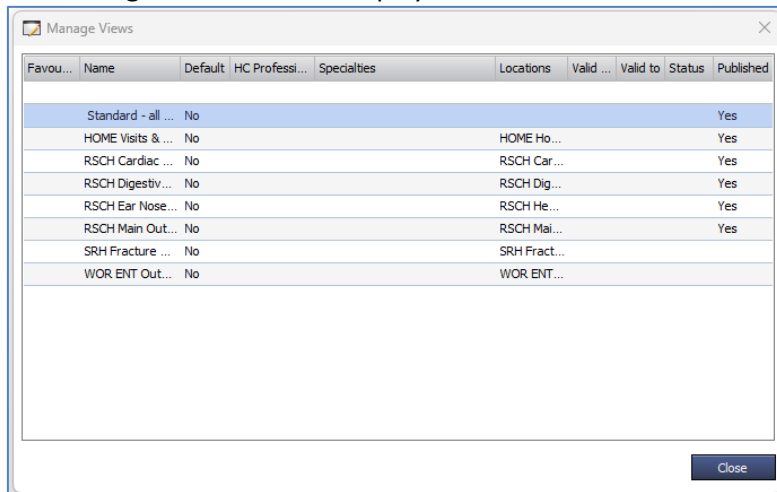 Manage Views
Favou... Name Default HC Professi... Specialties Locations Valid ... Valid to Status Published
Standard - all ... No Yes
HOME Visits & ... No HOME Ho... Yes
RSCH Cardiac ... No RSCH Car... Yes
RSCH Digestiv... No RSCH Dig... Yes
RSCH Ear Nose... No RSCH He... Yes
RSCH Main Out... No RSCH Mai... Yes
SRH Fracture ... No SRH Fract...
WOR ENT Out... No WOR ENT...
Close